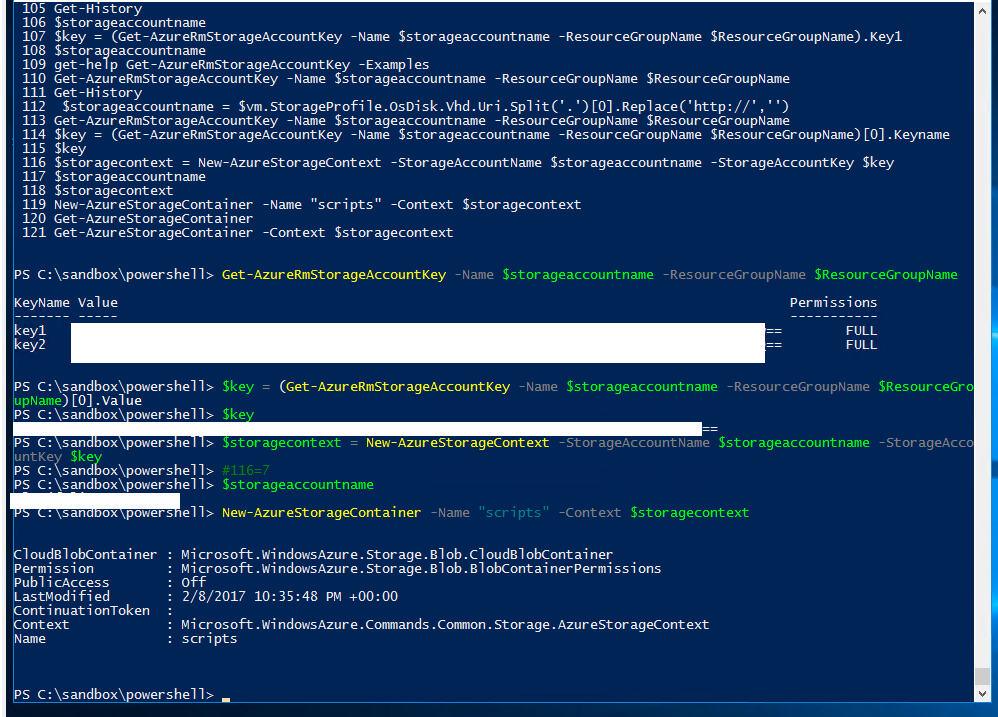 105 Get-History
106 $storageaccountname
107 $key = (Get-AzureRmStorageAccountKey -Name $storageaccountname -ResourceGroupName $ResourceGroupName).Key1
108 $storageaccountname
109 get-help Get-AzureRmStorageAccountKey -Examples
110 Get-AzureRmStorageAccountKey -Name $storageaccountname -ResourceGroupName $ResourceGroupName
111 Get-History
112  $storageaccountname = $vm.StorageProfile.OsDisk.Vhd.Uri.Split('.')[0].Replace('http://','')
113 Get-AzureRmStorageAccountKey -Name $storageaccountname -ResourceGroupName $ResourceGroupName
114 $key = (Get-AzureRmStorageAccountKey -Name $storageaccountname -ResourceGroupName $ResourceGroupName)[0].Keyname
115 $key
116 $storagecontext = New-AzureStorageContext -StorageAccountName $storageaccountname -StorageAccountKey $key
117 $storageaccountname
118 $storagecontext
119 New-AzureStorageContainer -Name "scripts" -Context $storagecontext
120 Get-AzureStorageContainer
121 Get-AzureStorageContainer -Context $storagecontext
PS C:\sandbox\powershell> Get-AzureRmStorageAccountKey -Name $storageaccountname -ResourceGroupName $ResourceGroupName
KeyName Value Permissions
------- ----- -----------
key1 == FULL
key2 == FULL
PS C:\sandbox\powershell> $key = (Get-AzureRmStorageAccountKey -Name $storageaccountname -ResourceGroupName $ResourceGro
upName)[0].Value
PS C:\sandbox\powershell> $key
==
PS C:\sandbox\powershell> $storagecontext = New-AzureStorageContext -StorageAccountName $storageaccountname -StorageAcco
untKey $key
PS C:\sandbox\powershell> #116=7
PS C:\sandbox\powershell> $storageaccountname
PS C:\sandbox\powershell> New-AzureStorageContainer -Name "scripts" -Context $storagecontext
CloudBlobContainer : Microsoft.WindowsAzure.Storage.Blob.CloudBlobContainer
Permission : Microsoft.WindowsAzure.Storage.Blob.BlobContainerPermissions
PublicAccess : Off
LastModified : 2/8/2017 10:35:48 PM +00:00
ContinuationToken :
Context : Microsoft.WindowsAzure.Commands.Common.Storage.AzureStorageContext
Name : scripts
PS C:\sandbox\powershell>